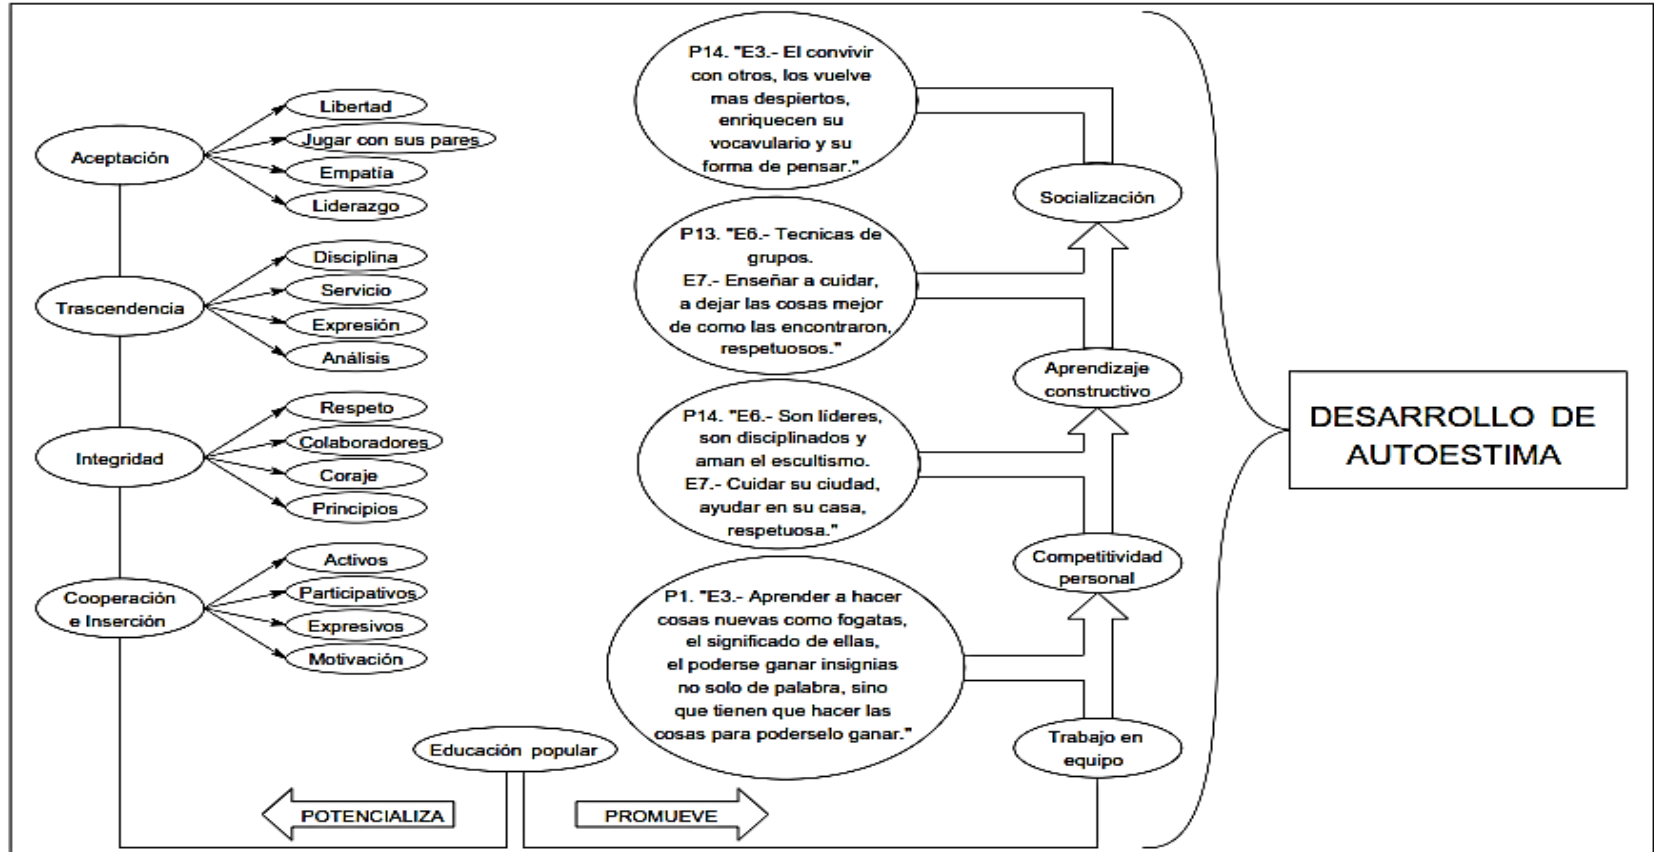 Aceptación
Libertad
Jugar con sus pares
Empatía
Liderazgo
Trascendencia
Disciplina
Servicio
Expresión
Análisis
Integridad
Respeto
Colaboradores
Coraje
Principios
Cooperación
e Inserción
Activos
Participativos
Expresivos
Motivación
Educación popular
POTENCIALIZA
PROMUEVE
P14. "E3.- El convivir
con otros, los vuelve
mas despiertos,
enriquecen su
vocavulario y su
forma de pensar."
P13. "E6.- Tecnicas de
grupos.
E7.- Enseñar a cuidar,
a dejar las cosas mejor
de como las encontraron,
respetuosos."
P14. "E6.- Son líderes,
son disciplinados y
aman el escultismo.
E7.- Cuidar su ciudad,
ayudar en su casa,
respetuosa."
P1. "E3.- Aprender a hacer
cosas nuevas como fogatas,
el significado de ellas,
el poderse ganar insignias
no solo de palabra, sino
que tienen que hacer las
cosas para poderselo ganar."
Socialización
Aprendizaje
constructivo
Competitividad
personal
Trabajo en
equipo
DESARROLLO DE
AUTOESTIMA